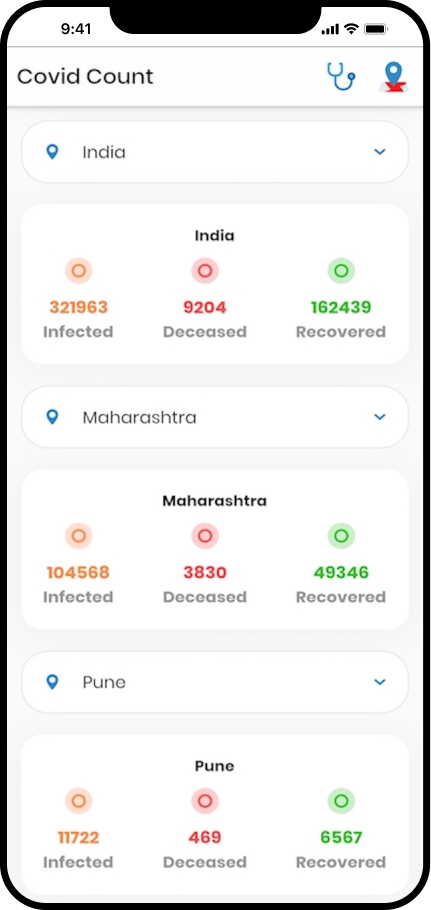 9:41
Covid Count
India
India
321963 9204 162439
Infected Deceased Recovered
Maharashtra
Maharashtra
104568 3830 49346
Infected Deceased Recovered
Pune
Pune
11722 469 6567
Infected Deceased Recovered